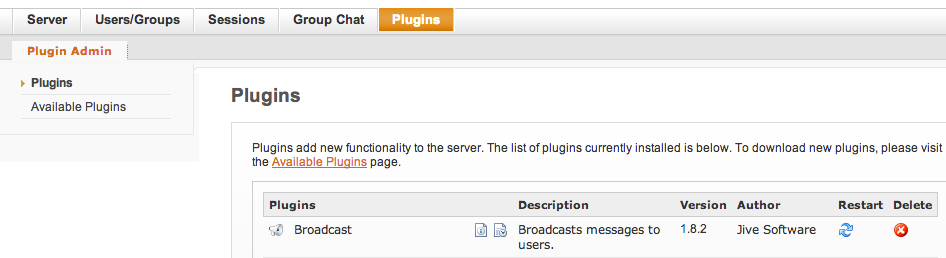 Server Users/Groups Sessions Group Chat Plugins
Plugin Admin
Plugins
Available Plugins
Plugins
Plugins add new functionality to the server. The list of plugins currently installed is below. To download new plugins, please visit
the Available Plugins page.
Plugins Description Version Author Restart Delete
Broadcast Broadcasts messages to 1.8.2 Jive Software
users.